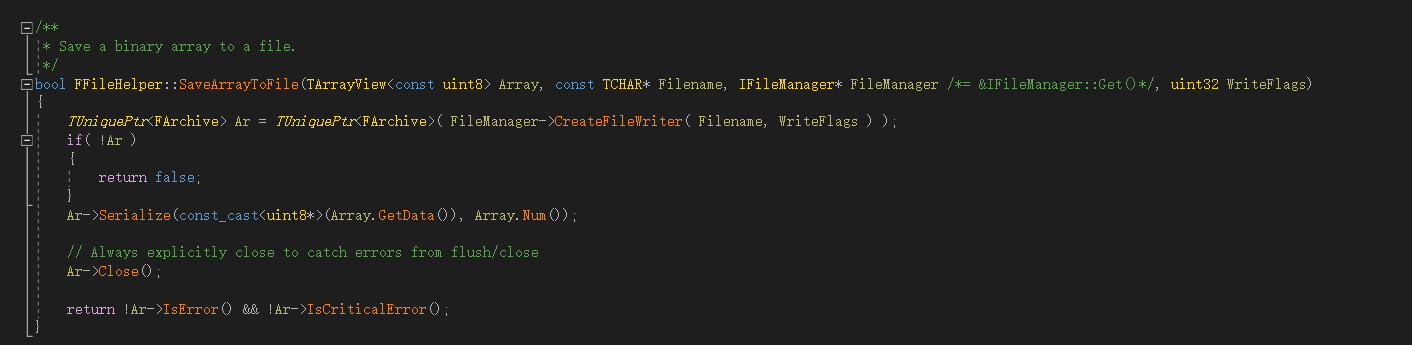 /**
* Save a binary array to a file.
*/
bool FFileHelper::SaveArrayToFile(TArrayView<const uint8> Array, const TCHAR* Filename, IFileManager* FileManager /*= &IFileManager::Get()*/, uint32 WriteFlags)
{
TUniquePtr<FArchive> Ar = TUniquePtr<FArchive>( FileManager->CreateFileWriter( Filename, WriteFlags ) );
if( !Ar )
{
return false;
}
Ar->Serialize(const_cast<uint8*>(Array.GetData()), Array.Num());
// Always explicitly close to catch errors from flush/close
Ar->Close();
return !Ar->IsError() && !Ar->IsCriticalError();
}